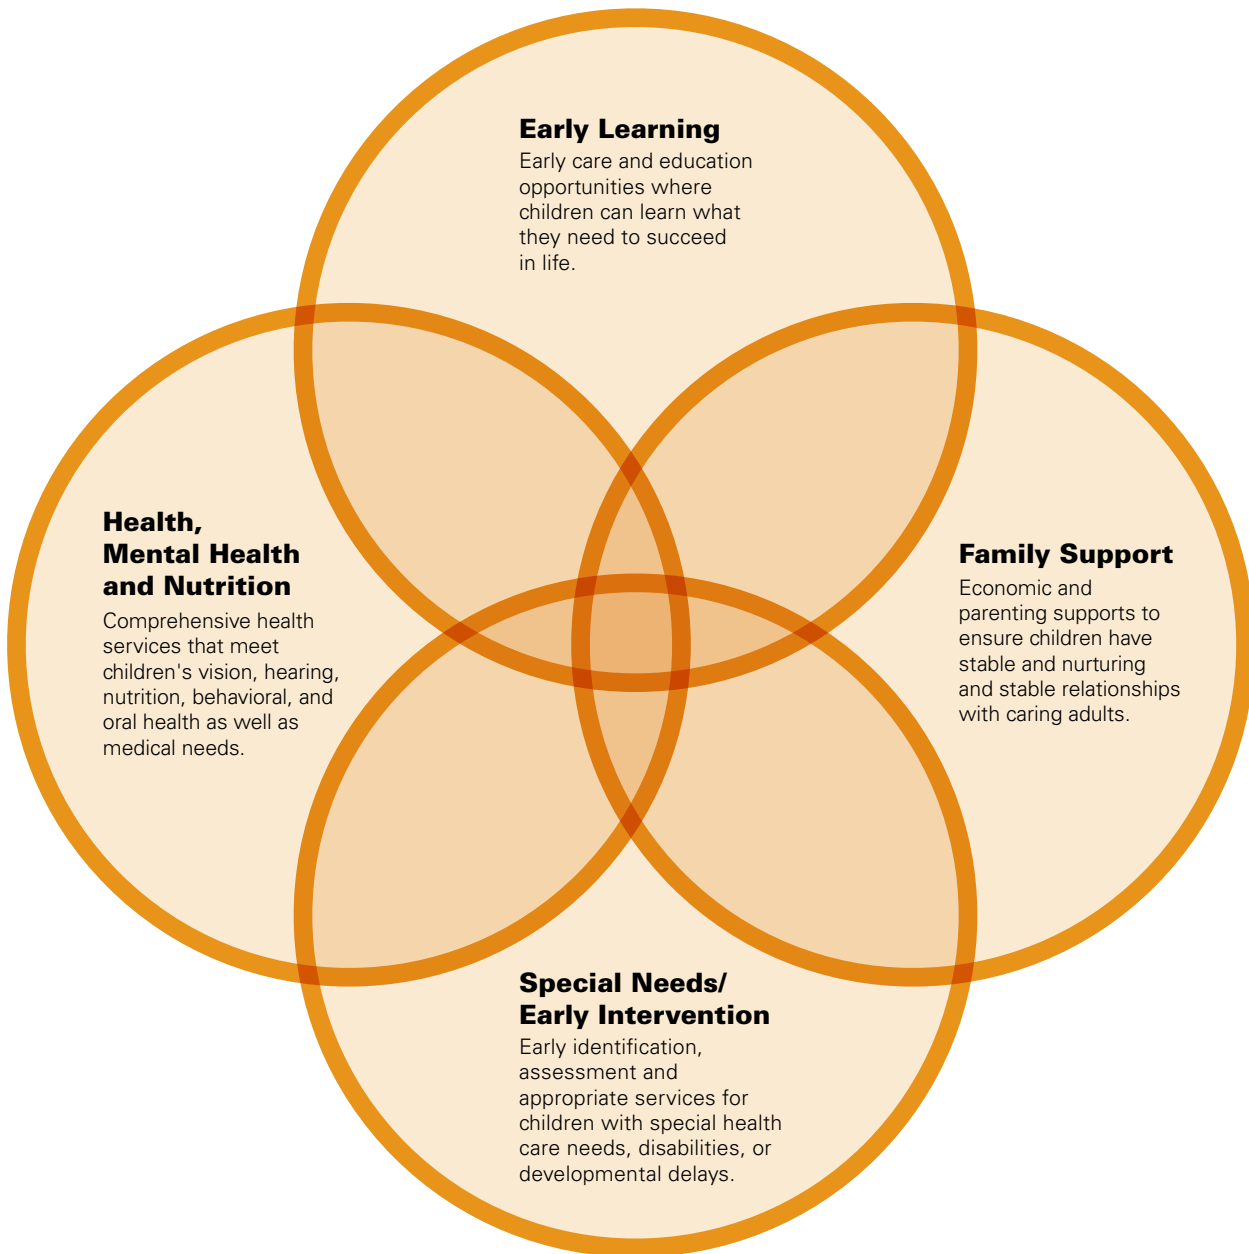 Early Learning
Early care and education
opportunities where
children can learn what
they need to succeed
in life.
Health,
Mental Health
and Nutrition
Comprehensive health
services that meet
children's vision, hearing,
nutrition, behavioral, and
oral health as well as
medical needs.
Family Support
Economic and
parenting supports to
ensure children have
stable and nurturing
and stable relationships
with caring adults.
Special Needs/
Early Intervention
Early identification,
assessment and
appropriate services for
children with special health
care needs, disabilities, or
developmental delays.